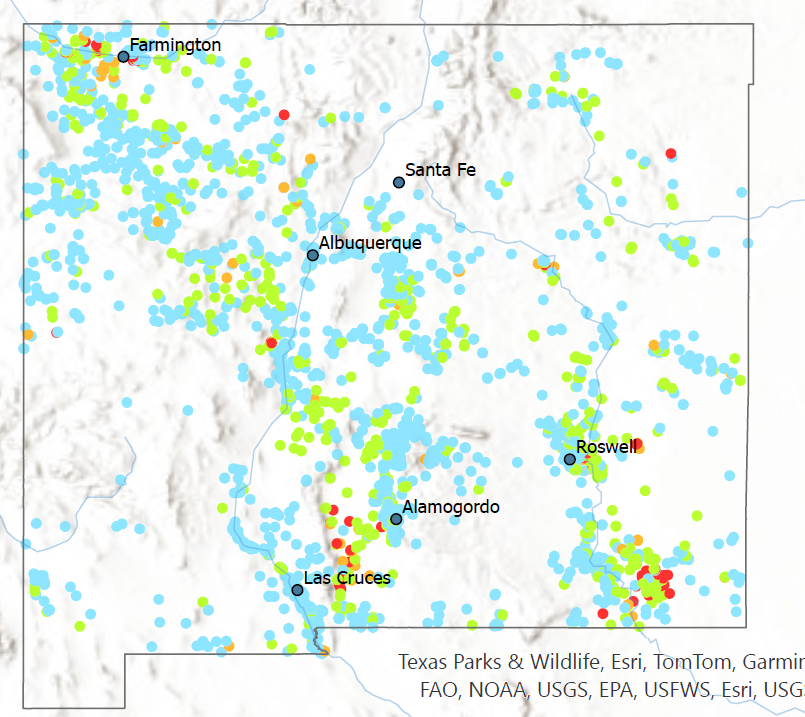 Farmington
Santa Fe
Albuquerque
Roswell
Alamogordo
Las Cruces
Texas Parks & Wildlife, Esri, TomTom, Garmin
FAO, NOAA, USGS, EPA, USFWS, Esri, USGS